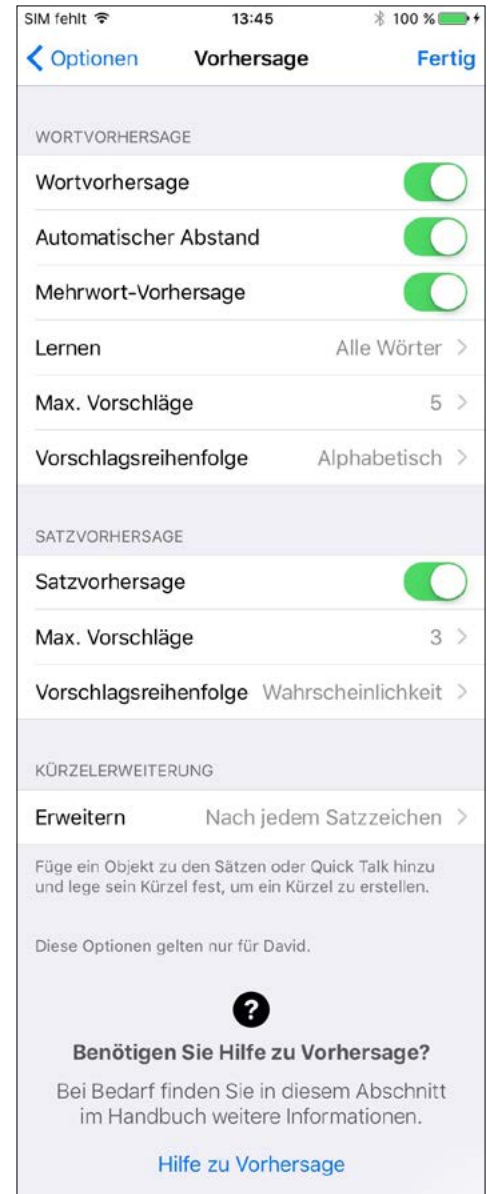 SIM fehlt 13:45 100 %
Optionen Vorhersage Fertig
WORTVORHERSAGE
Wortvorhersage
Automatischer Abstand
Mehrwort-Vorhersage
Lernen Alle Wörter >
Max. Vorschläge 5 >
Vorschlagsreihenfolge Alphabetisch >
SATZVORHERSAGE
Satzvorhersage
Max. Vorschläge 3 >
Vorschlagsreihenfolge Wahrscheinlichkeit >
KÜRZELERWEITERUNG
Erweitern Nach jedem Satzzeichen >
Füge ein Objekt zu den Sätzen oder Quick Talk hinzu
und lege sein Kürzel fest, um ein Kürzel zu erstellen.
Diese Optionen gelten nur für David.
?
Benötigen Sie Hilfe zu Vorhersage?
Bei Bedarf finden Sie in diesem Abschnitt
im Handbuch weitere Informationen.
Hilfe zu Vorhersage